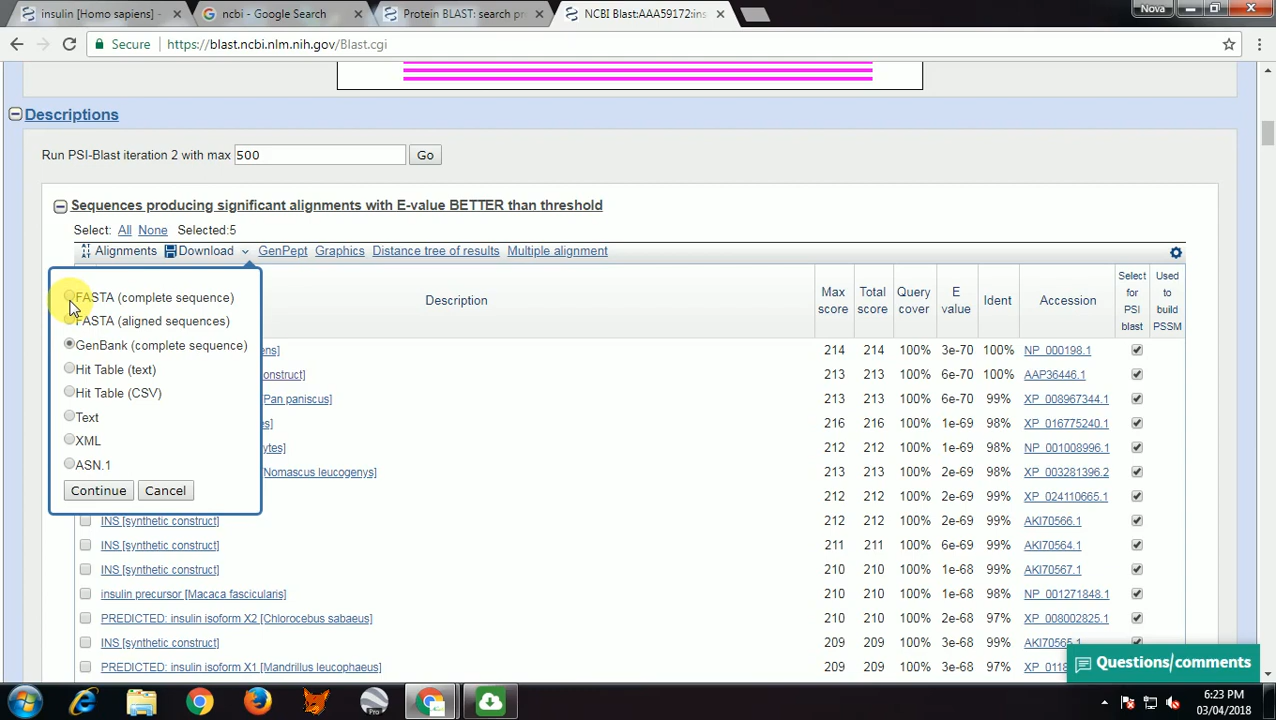 insulin [Homo sapiens] -
ncbi - Google Search
Protein BLAST: search pr
NCBI Blast:AAA59172:ins
Nova
Secure
https://blast.ncbi.nlm.nih.gov/Blast.cgi
Descriptions
Run PSI-Blast iteration 2 with max 500 Go
Sequences producing significant alignments with E-value BETTER than threshold
Select: All None Selected:5
Alignments Download GenPept Graphics Distance tree of results Multiple alignment
FASTA (complete sequence)
FASTA (aligned sequences)
GenBank (complete sequence)
Hit Table (text)
Hit Table (CSV)
Text
XML
ASN.1
Continue Cancel
Description
Max score
Total score
Query cover
E value
Ident
Accession
Select for PSI blast
Used to build PSSM
ens] 214 214 100% 3e-70 100% NP_000198.1
onstruct] 213 213 100% 6e-70 100% AAP36446.1
[Pan paniscus] 213 213 100% 6e-70 99% XP_008967344.1
es] 216 216 100% 1e-69 98% XP_016775240.1
ytes] 212 212 100% 1e-69 98% NP_001008996.1
[Nomascus leucogenys] 213 213 100% 2e-69 98% XP_003281396.2
212 212 100% 2e-69 99% XP_024110665.1
INS [synthetic construct] 212 212 100% 2e-69 99% AKI70566.1
INS [synthetic construct] 211 211 100% 6e-69 99% AKI70564.1
INS [synthetic construct] 210 210 100% 1e-68 99% AKI70567.1
insulin precursor [Macaca fascicularis] 210 210 100% 1e-68 98% NP_001271848.1
PREDICTED: insulin isoform X2 [Chlorocebus sabaeus] 210 210 100% 2e-68 97% XP_008002825.1
INS [synthetic construct] 209 209 100% 2e-68 99% AKI70565.1
PREDICTED: insulin isoform X1 [Mandrillus leucophaeus] 209 209 100% 3e-68 97% XP_118
Questions/comments
Pro
6:23 PM
03/04/2018